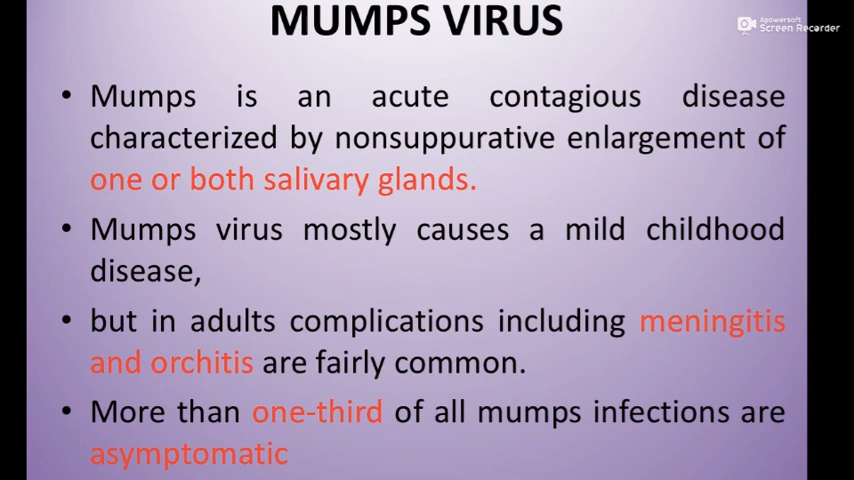 MUMPS VIRUS
Apowersoft
Screen Recorder
• Mumps is an acute contagious disease
characterized by nonsuppurative enlargement of
one or both salivary glands.
• Mumps virus mostly causes a mild childhood
disease,
• but in adults complications including meningitis
and orchitis are fairly common.
• More than one-third of all mumps infections are
asymptomatic